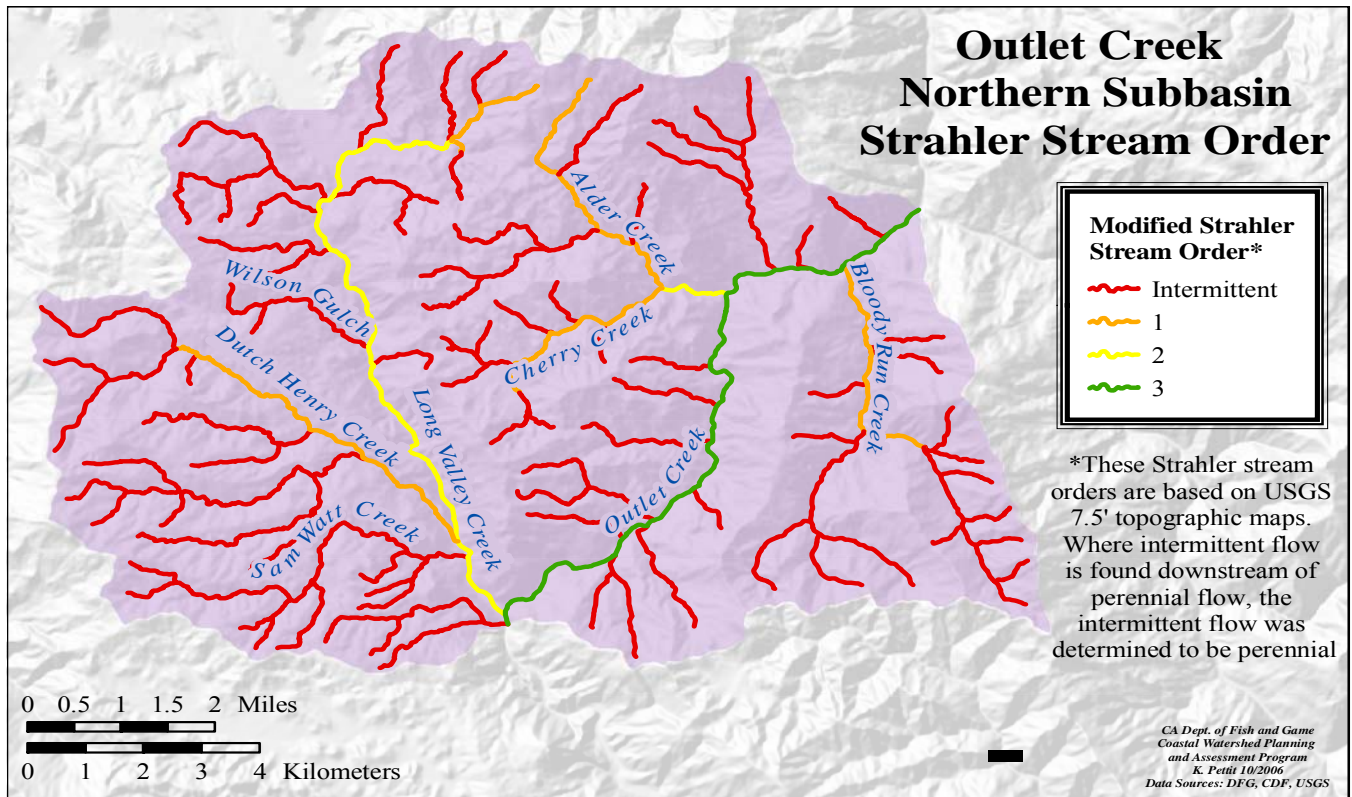 Outlet Creek
Northern Subbasin
Strahler Stream Order
Modified Strahler
Stream Order*
Intermittent
1
2
3
*These Strahler stream
orders are based on USGS
7.5' topographic maps.
Where intermittent flow
is found downstream of
perennial flow, the
intermittent flow was
determined to be perennial
Alder Creek
Wilson Gulch
Bloody Run Creek
Cherry Creek
Dutch Henry Creek
Long Valley Creek
Outlet Creek
Sam Watt Creek
0 0.5 1 1.5 2 Miles
0 1 2 3 4 Kilometers
CA Dept. of Fish and Game
Coastal Watershed Planning
and Assessment Program
K. Pettit 10/2006
Data Sources: DFG, CDF, USGS